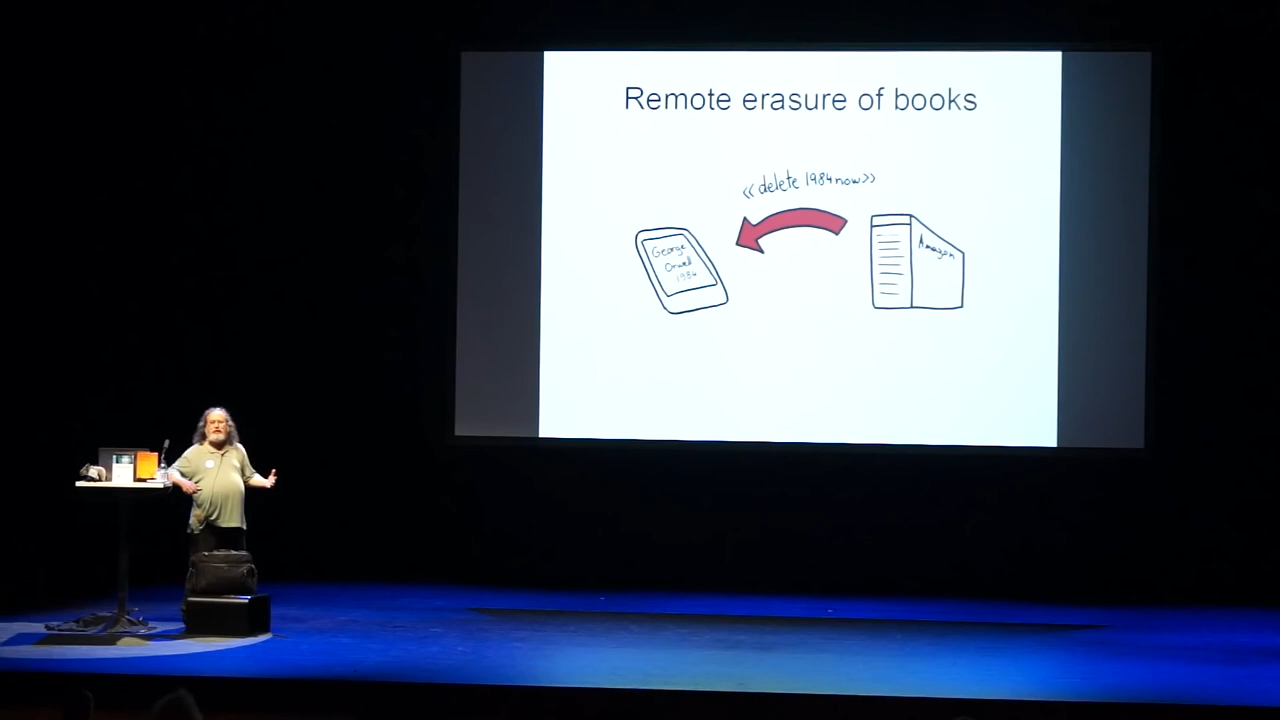 Remote erasure of books
<< delete 1984 now >>
George
Orwell
1984
Amazon